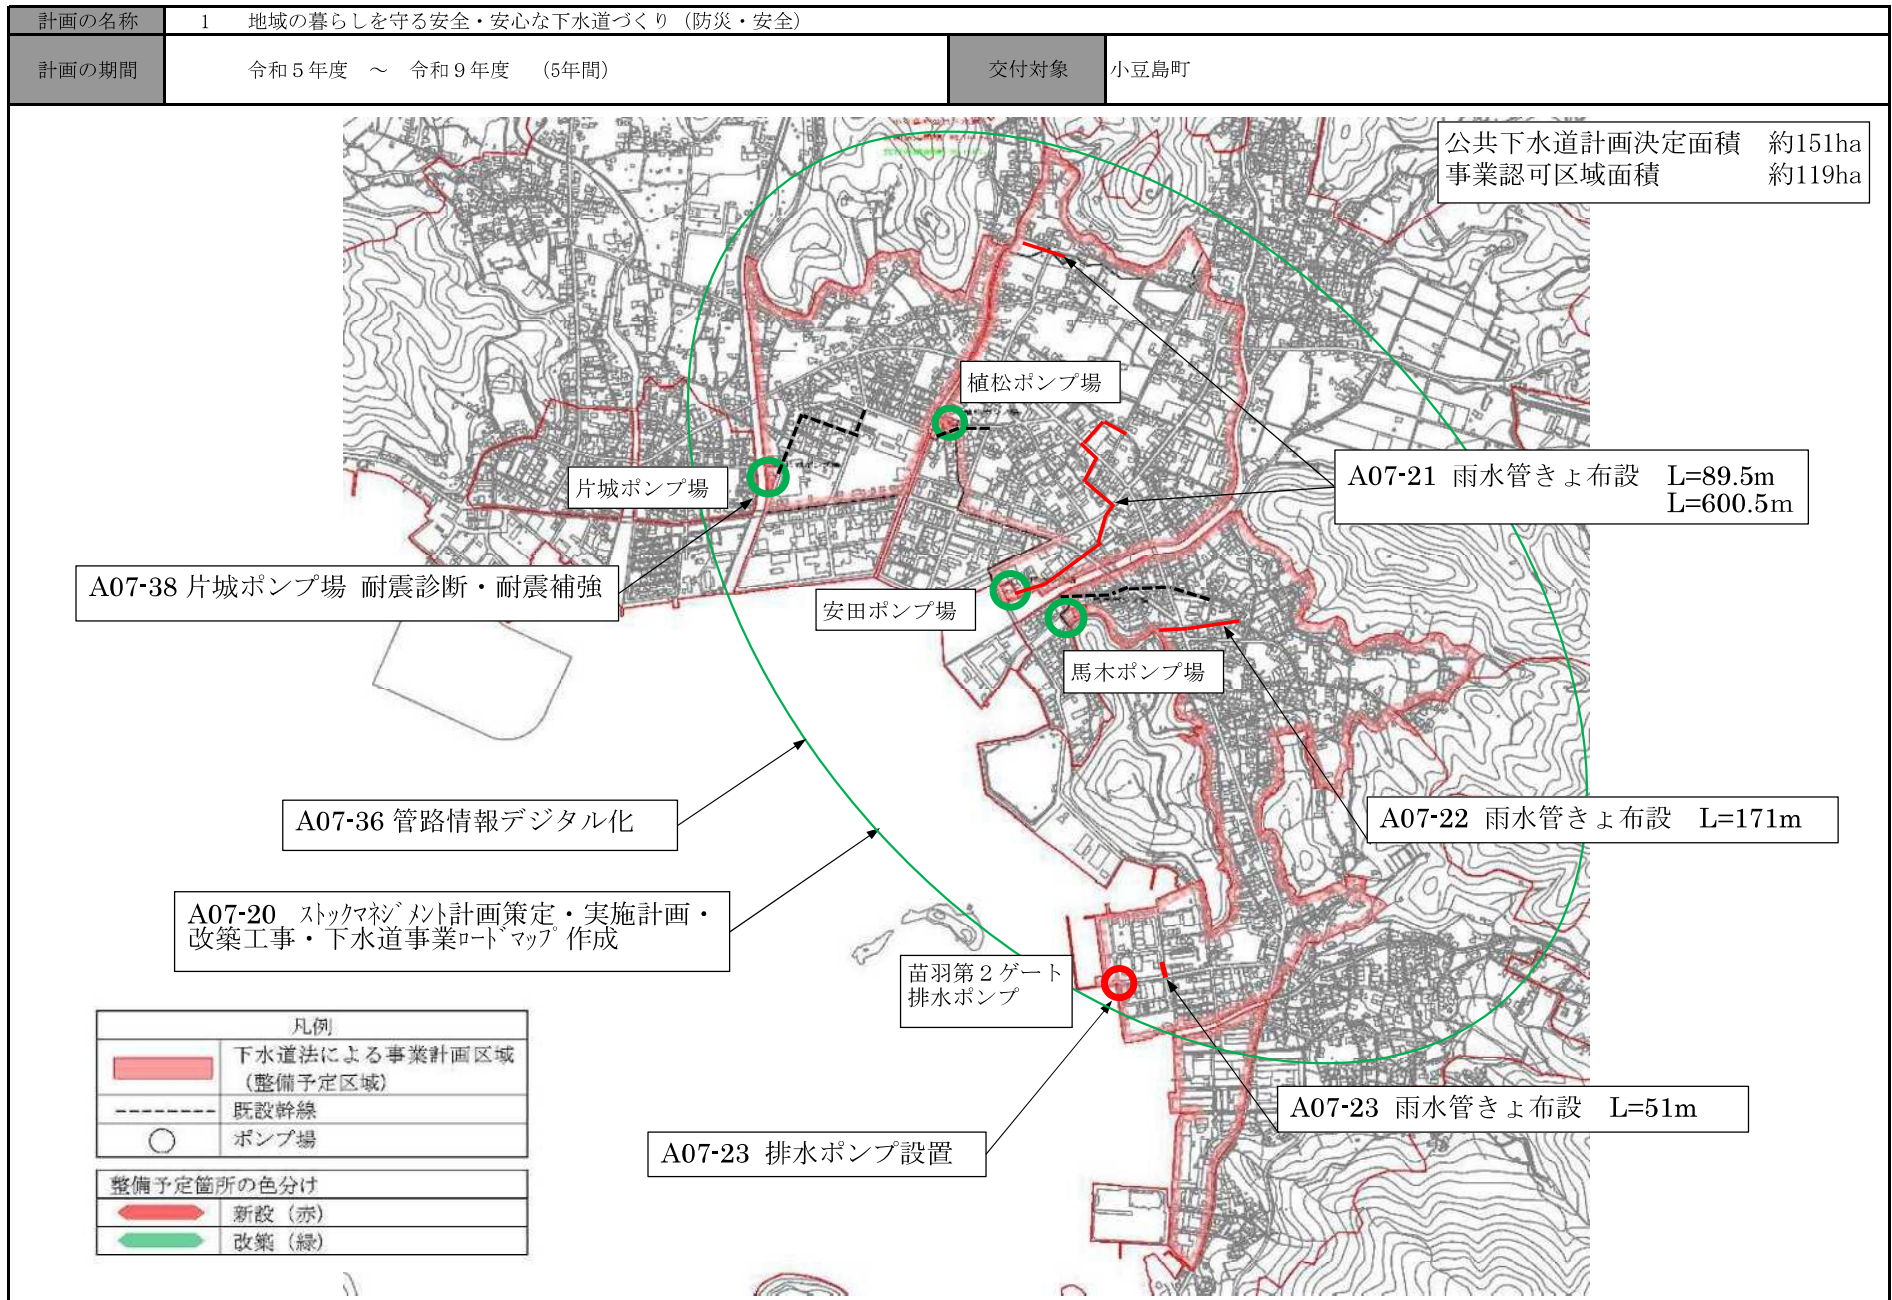 計画の名称 1 地域の暮らしを守る安全・安心な下水道づくり（防災・安全）
計画の期間 令和５年度 ～ 令和９年度 （5年間） 交付対象 小豆島町
公共下水道計画決定面積 約151ha
事業認可区域面積 約119ha
植松ポンプ場
片城ポンプ場
A07-21 雨水管きょ布設 L=89.5m
L=600.5m
A07-38 片城ポンプ場 耐震診断・耐震補強
安田ポンプ場
馬木ポンプ場
A07-36 管路情報デジタル化
A07-22 雨水管きょ布設 L=171m
A07-20 ｽﾄｯｸﾏﾈｼﾞﾒﾝﾄ計画策定・実施計画・
改築工事・下水道事業ﾛｰﾄﾞﾏｯﾌﾟ作成
苗羽第２ゲート
排水ポンプ
A07-23 雨水管きょ布設 L=51m
A07-23 排水ポンプ設置
凡例
下水道法による事業計画区域
（整備予定区域）
既設幹線
ポンプ場
整備予定箇所の色分け
新設（赤）
改築（緑）